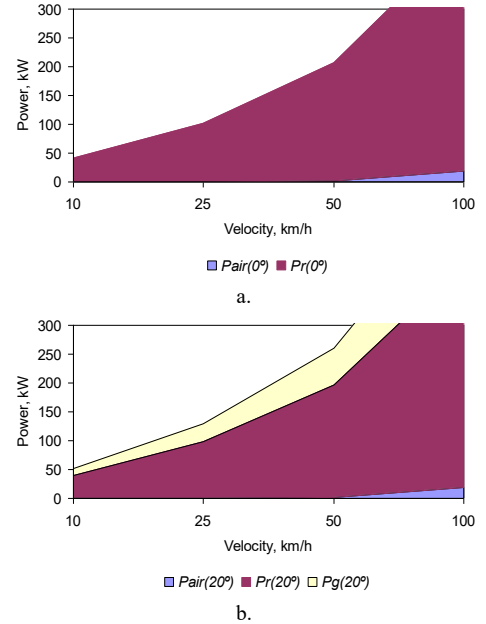 300
250
200
150
100
50
0
Power, kW
10 25 50 100
Velocity, km/h
Pair(0º) Pr(0º)
a.
300
250
200
150
100
50
0
Power, kW
10 25 50 100
Velocity, km/h
Pair(20º) Pr(20º) Pg(20º)
b.